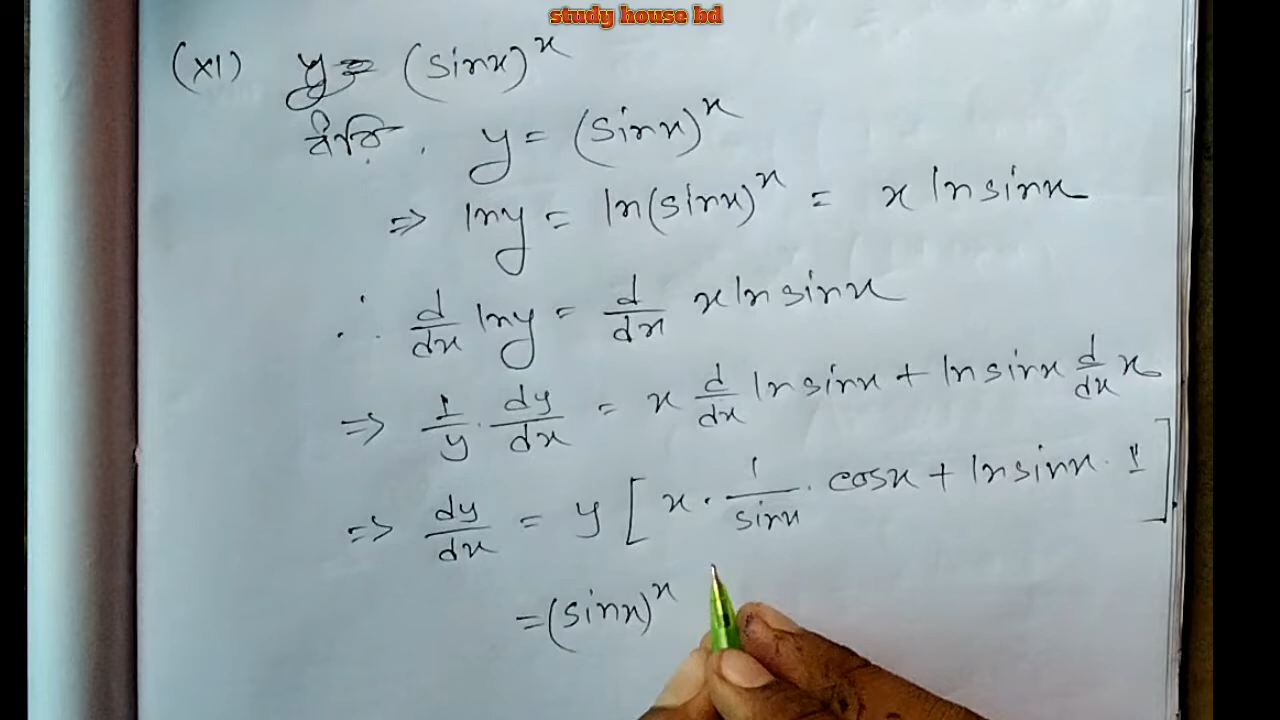 study house bd
(XI) y = (sinx)^x
ধরি, y = (sinx)^x
=> lny = ln(sinx)^x = x lnsinx
∴ d/dx lny = d/dx xlnsinx
=> 1/y . dy/dx = x d/dx lnsinx + lnsinx d/dx x
=> dy/dx = y [ x . 1/sinx . cosx + lnsinx . 1 ]
= (sinx)^x